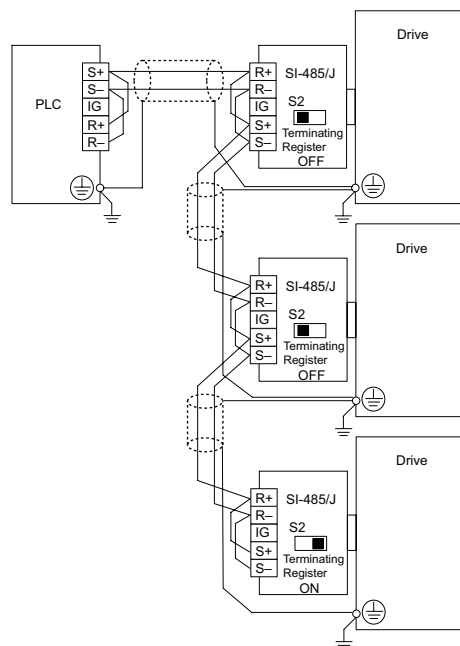 Drive
PLC
S+
S–
IG
R+
R–
R+
R–
IG
S+
S–
SI-485/J
S2
Terminating
Register
OFF
Drive
R+
R–
IG
S+
S–
SI-485/J
S2
Terminating
Register
OFF
Drive
R+
R–
IG
S+
S–
SI-485/J
S2
Terminating
Register
ON